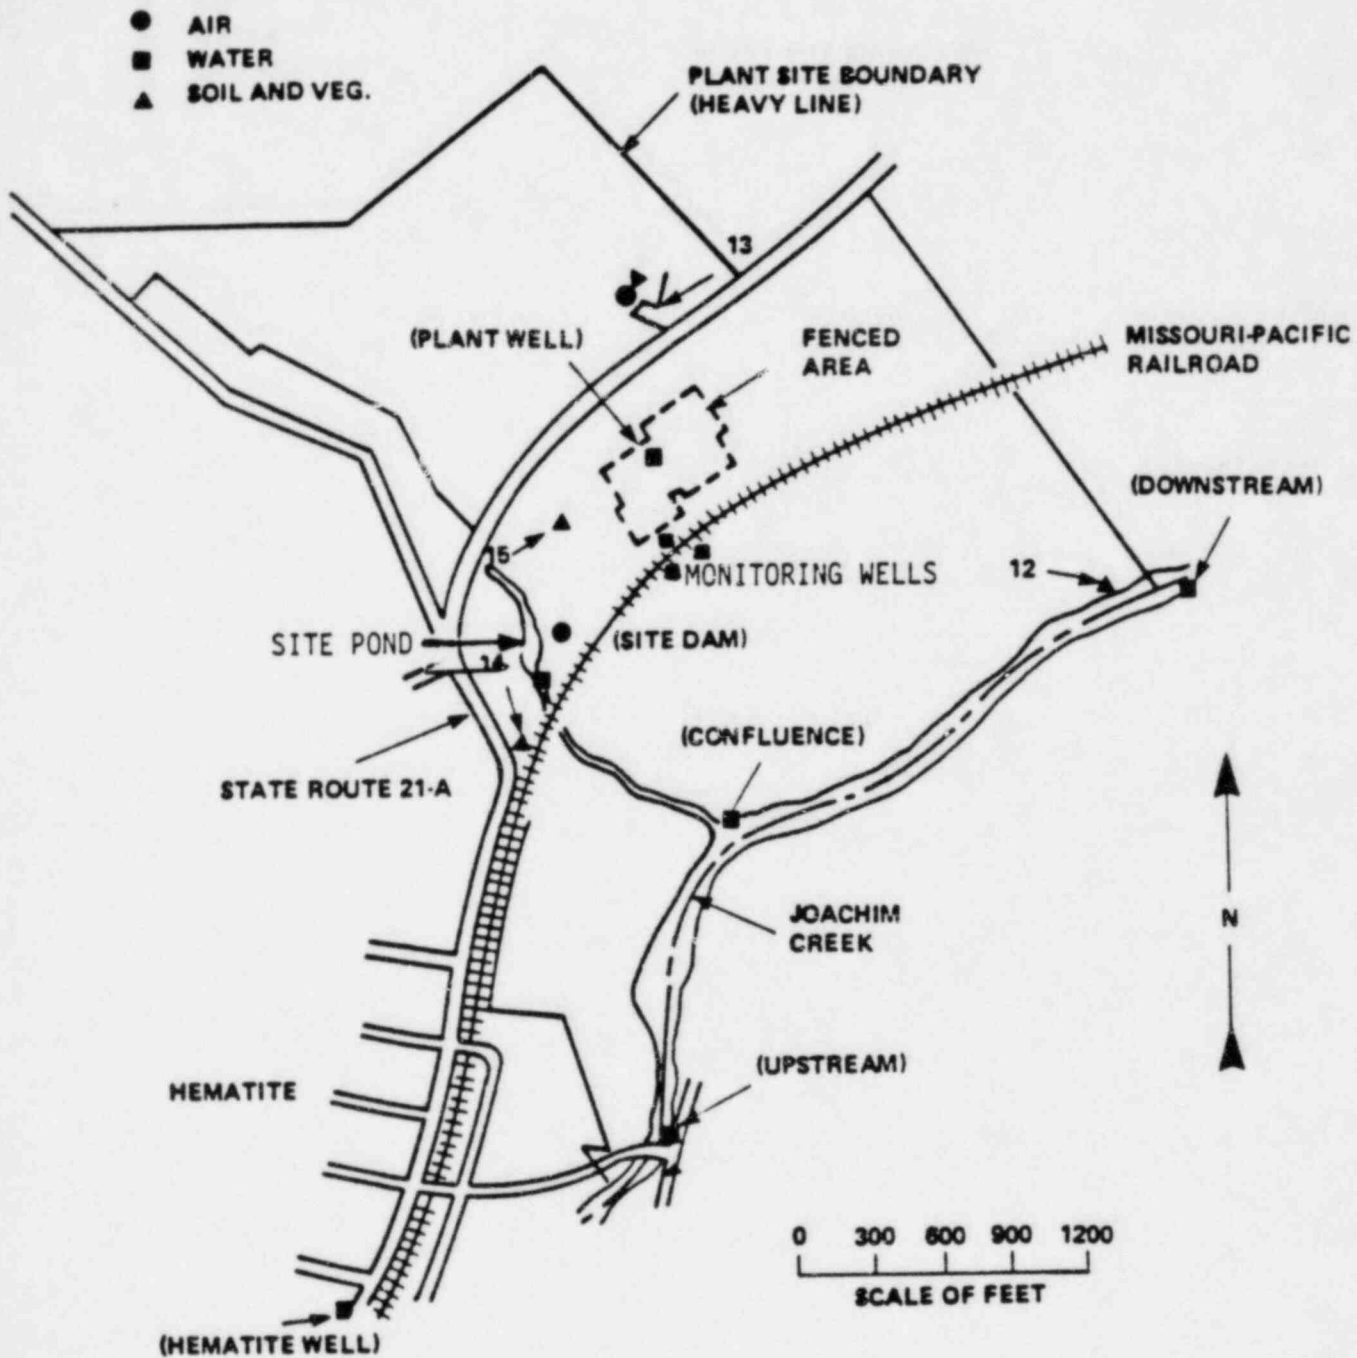 AIR
WATER
SOIL AND VEG.
PLANT SITE BOUNDARY
(HEAVY LINE)
13
(PLANT WELL)
FENCED
AREA
MISSOURI-PACIFIC
RAILROAD
(DOWNSTREAM)
15
12
MONITORING WELLS
SITE POND
(SITE DAM)
14
(CONFLUENCE)
STATE ROUTE 21-A
JOACHIM
CREEK
N
(UPSTREAM)
HEMATITE
0 300 600 900 1200
SCALE OF FEET
(HEMATITE WELL)